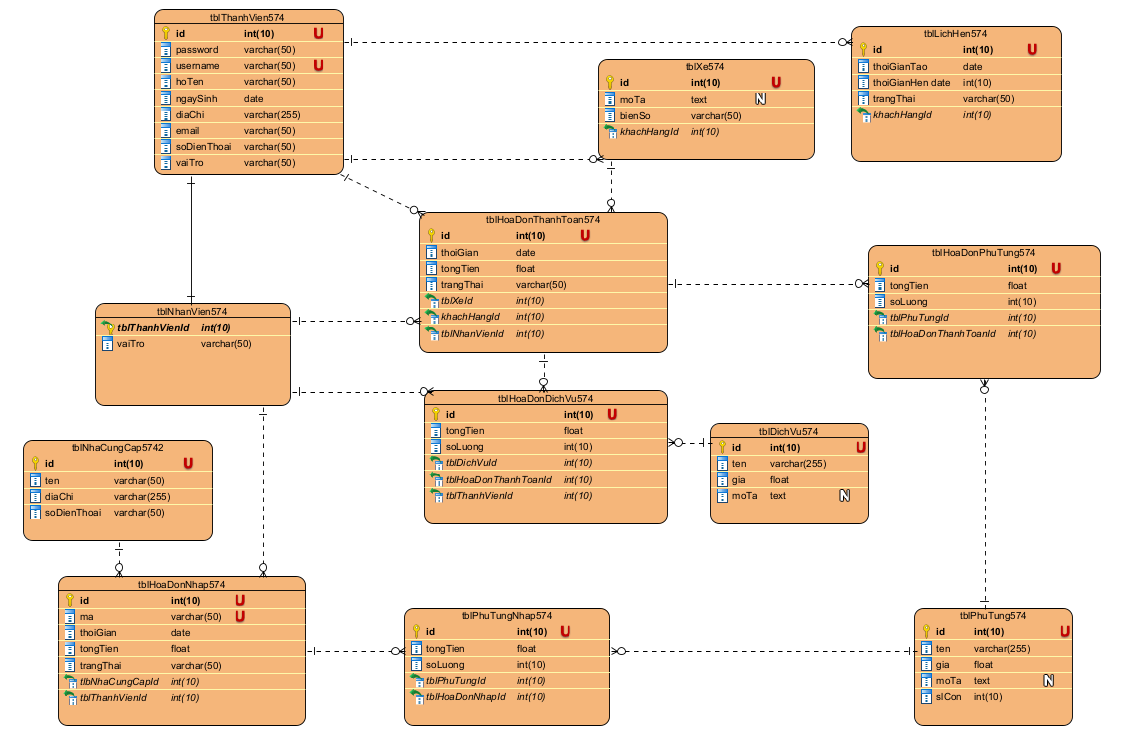 tblThanhVien574
id int(10) U
password varchar(50)
username varchar(50) U
hoTen varchar(50)
ngaySinh date
diaChi varchar(255)
email varchar(50)
soDienThoai varchar(50)
vaiTro varchar(50)
tblXe574
id int(10) U
moTa text N
bienSo varchar(50)
khachHangId int(10)
tblLichHen574
id int(10) U
thoiGianTao date
thoiGianHen date int(10)
trangThai varchar(50)
khachHangId int(10)
tblHoaDonThanhToan574
id int(10) U
thoiGian date
tongTien float
trangThai varchar(50)
tblXeId int(10)
khachHangId int(10)
tblNhanVienId int(10)
tblHoaDonPhuTung574
id int(10) U
tongTien float
soLuong int(10)
tblPhuTungId int(10)
tblHoaDonThanhToanId int(10)
tblNhanVien574
tblThanhVienId int(10)
vaiTro varchar(50)
tblHoaDonDichVu574
id int(10) U
tongTien float
soLuong int(10)
tblDichVuId int(10)
tblHoaDonThanhToanId int(10)
tblThanhVienId int(10)
tblDichVu574
id int(10) U
ten varchar(255)
gia float
moTa text N
tblNhaCungCap5742
id int(10) U
ten varchar(50)
diaChi varchar(255)
soDienThoai varchar(50)
tblHoaDonNhap574
id int(10) U
ma varchar(50) U
thoiGian date
tongTien float
trangThai varchar(50)
tlbNhaCungCapId int(10)
tblThanhVienId int(10)
tblPhuTungNhap574
id int(10) U
tongTien float
soLuong int(10)
tblPhuTungId int(10)
tblHoaDonNhapId int(10)
tblPhuTung574
id int(10) U
ten varchar(255)
gia float
moTa text N
slCon int(10)